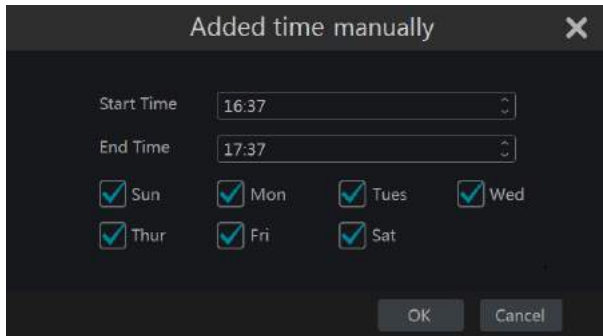 Added time manually
Start Time 16:37
End Time 17:37
Sun Mon Tues Wed
Thur Fri Sat
OK Cancel